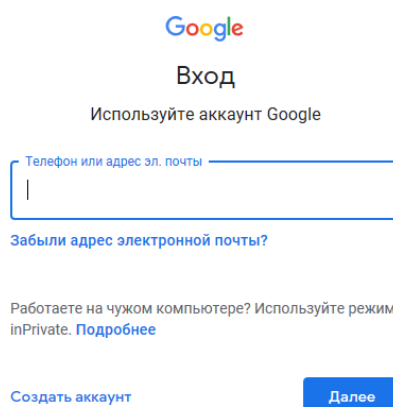 Google
Вход
Используйте аккаунт Google
Телефон или адрес эл. почты
Забыли адрес электронной почты?
Работаете на чужом компьютере? Используйте режим
inPrivate. Подробнее
Создать аккаунт
Далее